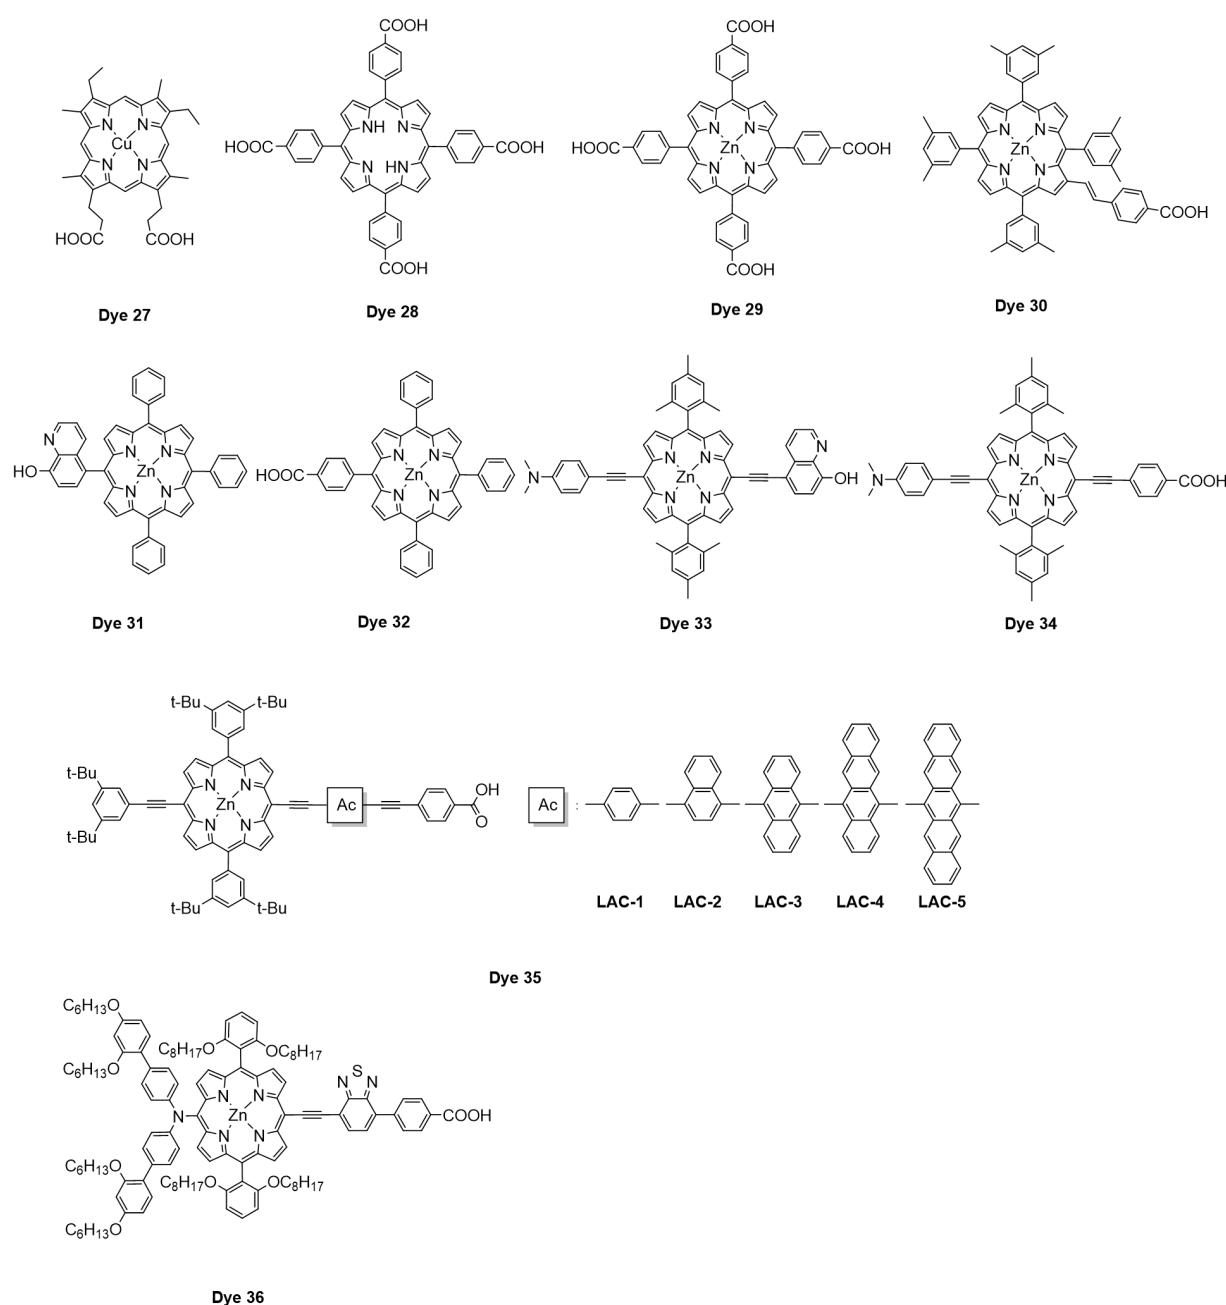 COOH
COOH
N
N
Cu
N
N
HOOC
COOH
Dye 27
NH
N
N
HN
HOOC
COOH
COOH
Dye 28
HOOC
N
N
Zn
N
N
COOH
COOH
Dye 29
N
N
Zn
N
N
COOH
Dye 30
N
HO
N
N
Zn
N
N
Dye 31
HOOC
N
N
Zn
N
N
Dye 32
N
N
N
Zn
N
N
N
OH
Dye 33
N
N
N
Zn
N
N
COOH
Dye 34
t-Bu
t-Bu
t-Bu
t-Bu
N
N
Zn
N
N
Ac
OH
O
t-Bu
t-Bu
Ac
:
LAC-1
LAC-2
LAC-3
LAC-4
LAC-5
Dye 35
C6H13O
C6H13O
C8H17O
OC8H17
N
N
N
Zn
N
N
N
S
N
COOH
C6H13O
C8H17O
OC8H17
C6H13O
Dye 36